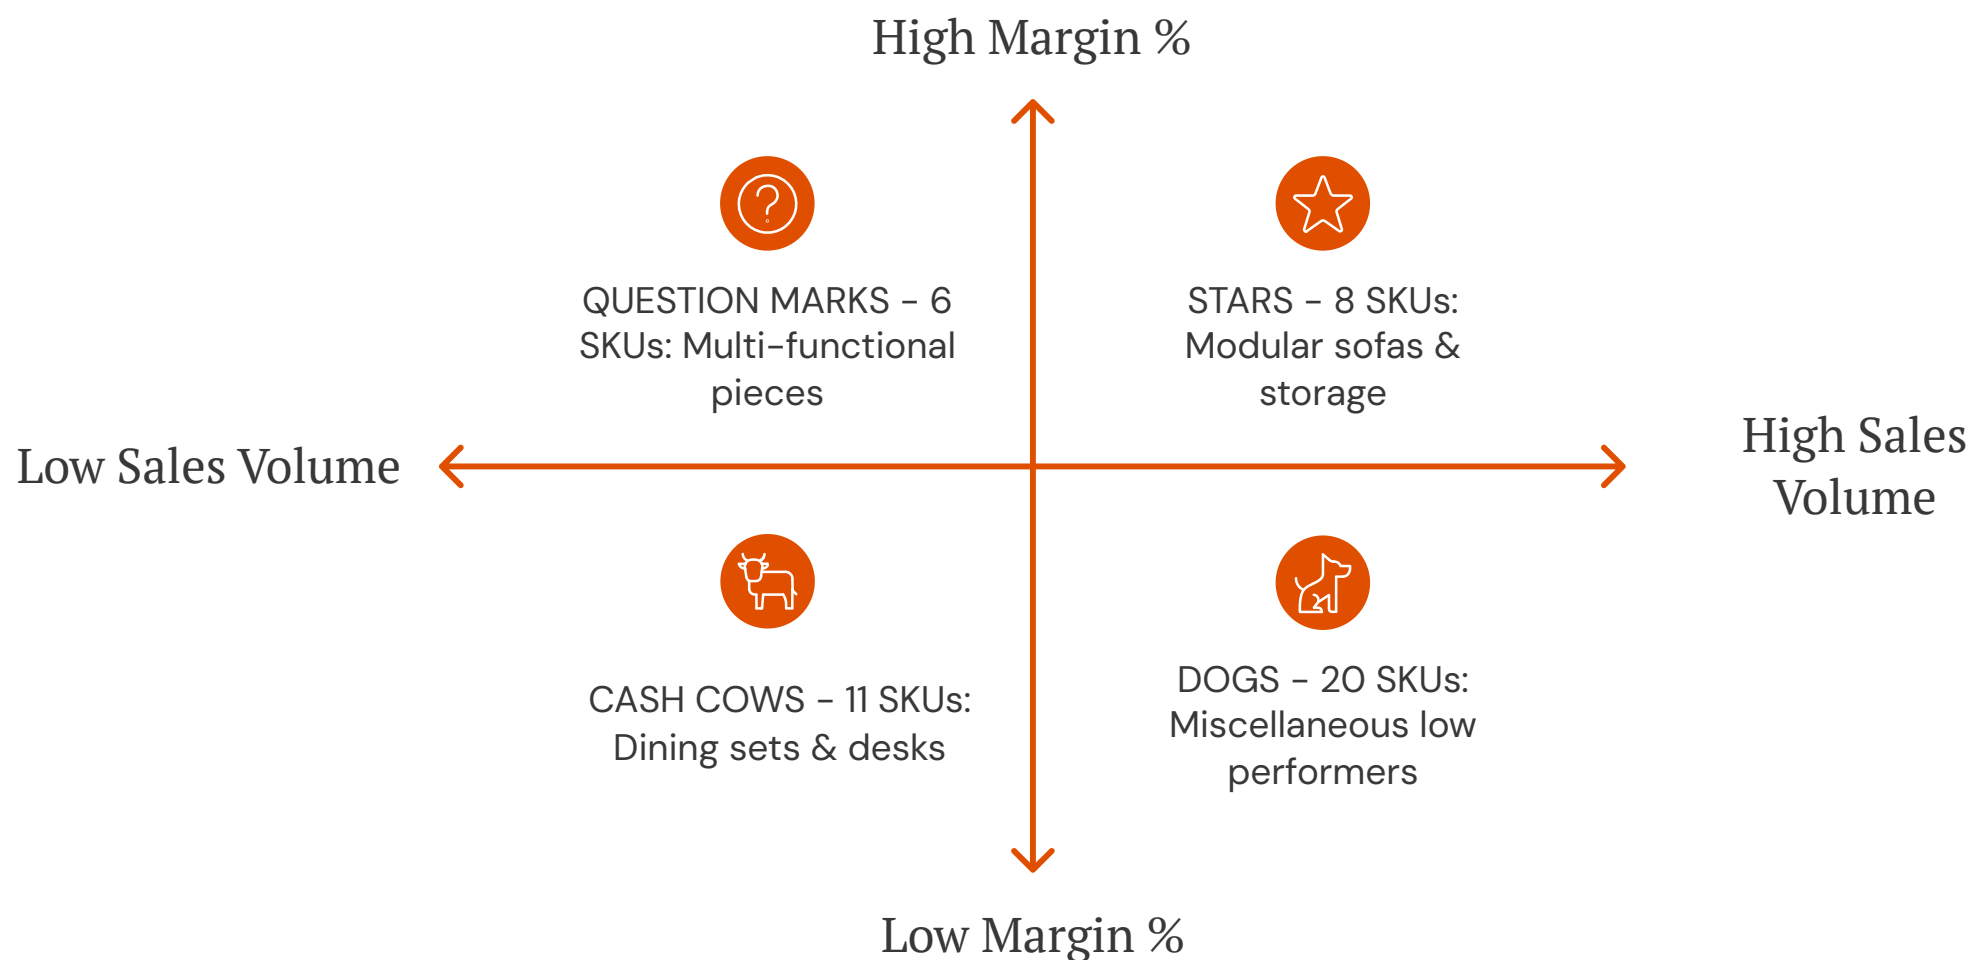 High Margin %
QUESTION MARKS – 6
SKUs: Multi-functional
pieces
STARS – 8 SKUs:
Modular sofas &
storage
Low Sales Volume
High Sales
Volume
CASH COWS – 11 SKUs:
Dining sets & desks
DOGS – 20 SKUs:
Miscellaneous low
performers
Low Margin %